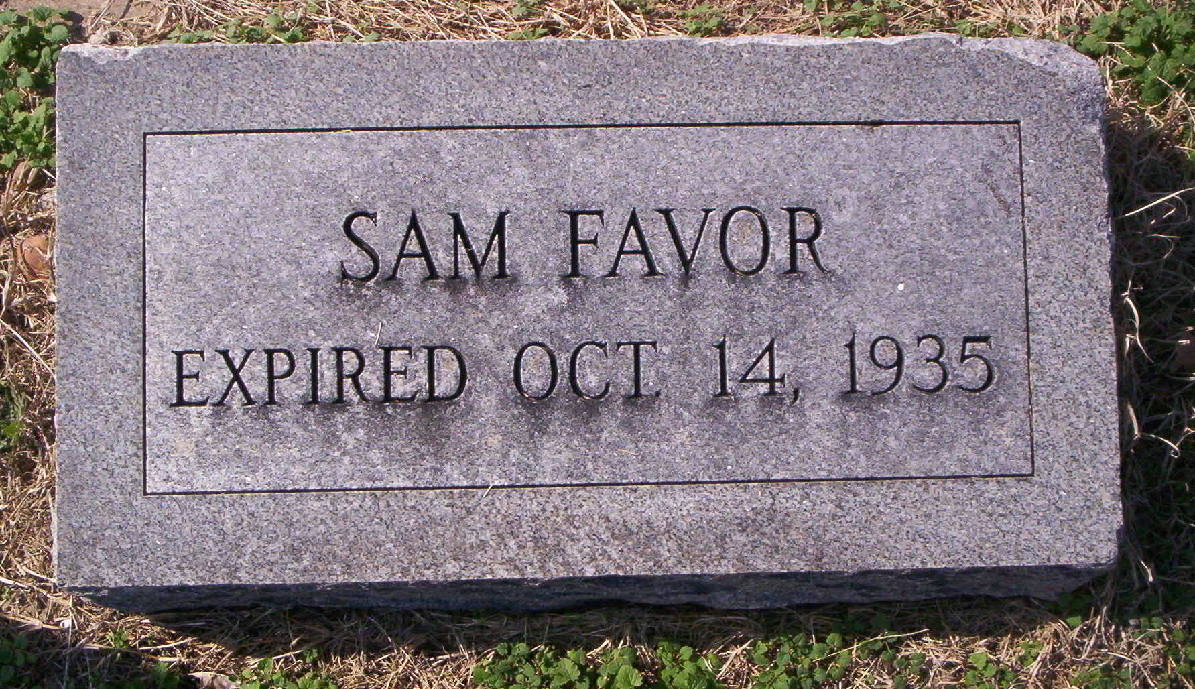 SAM FAVOR
EXPIRED OCT. 14, 1935